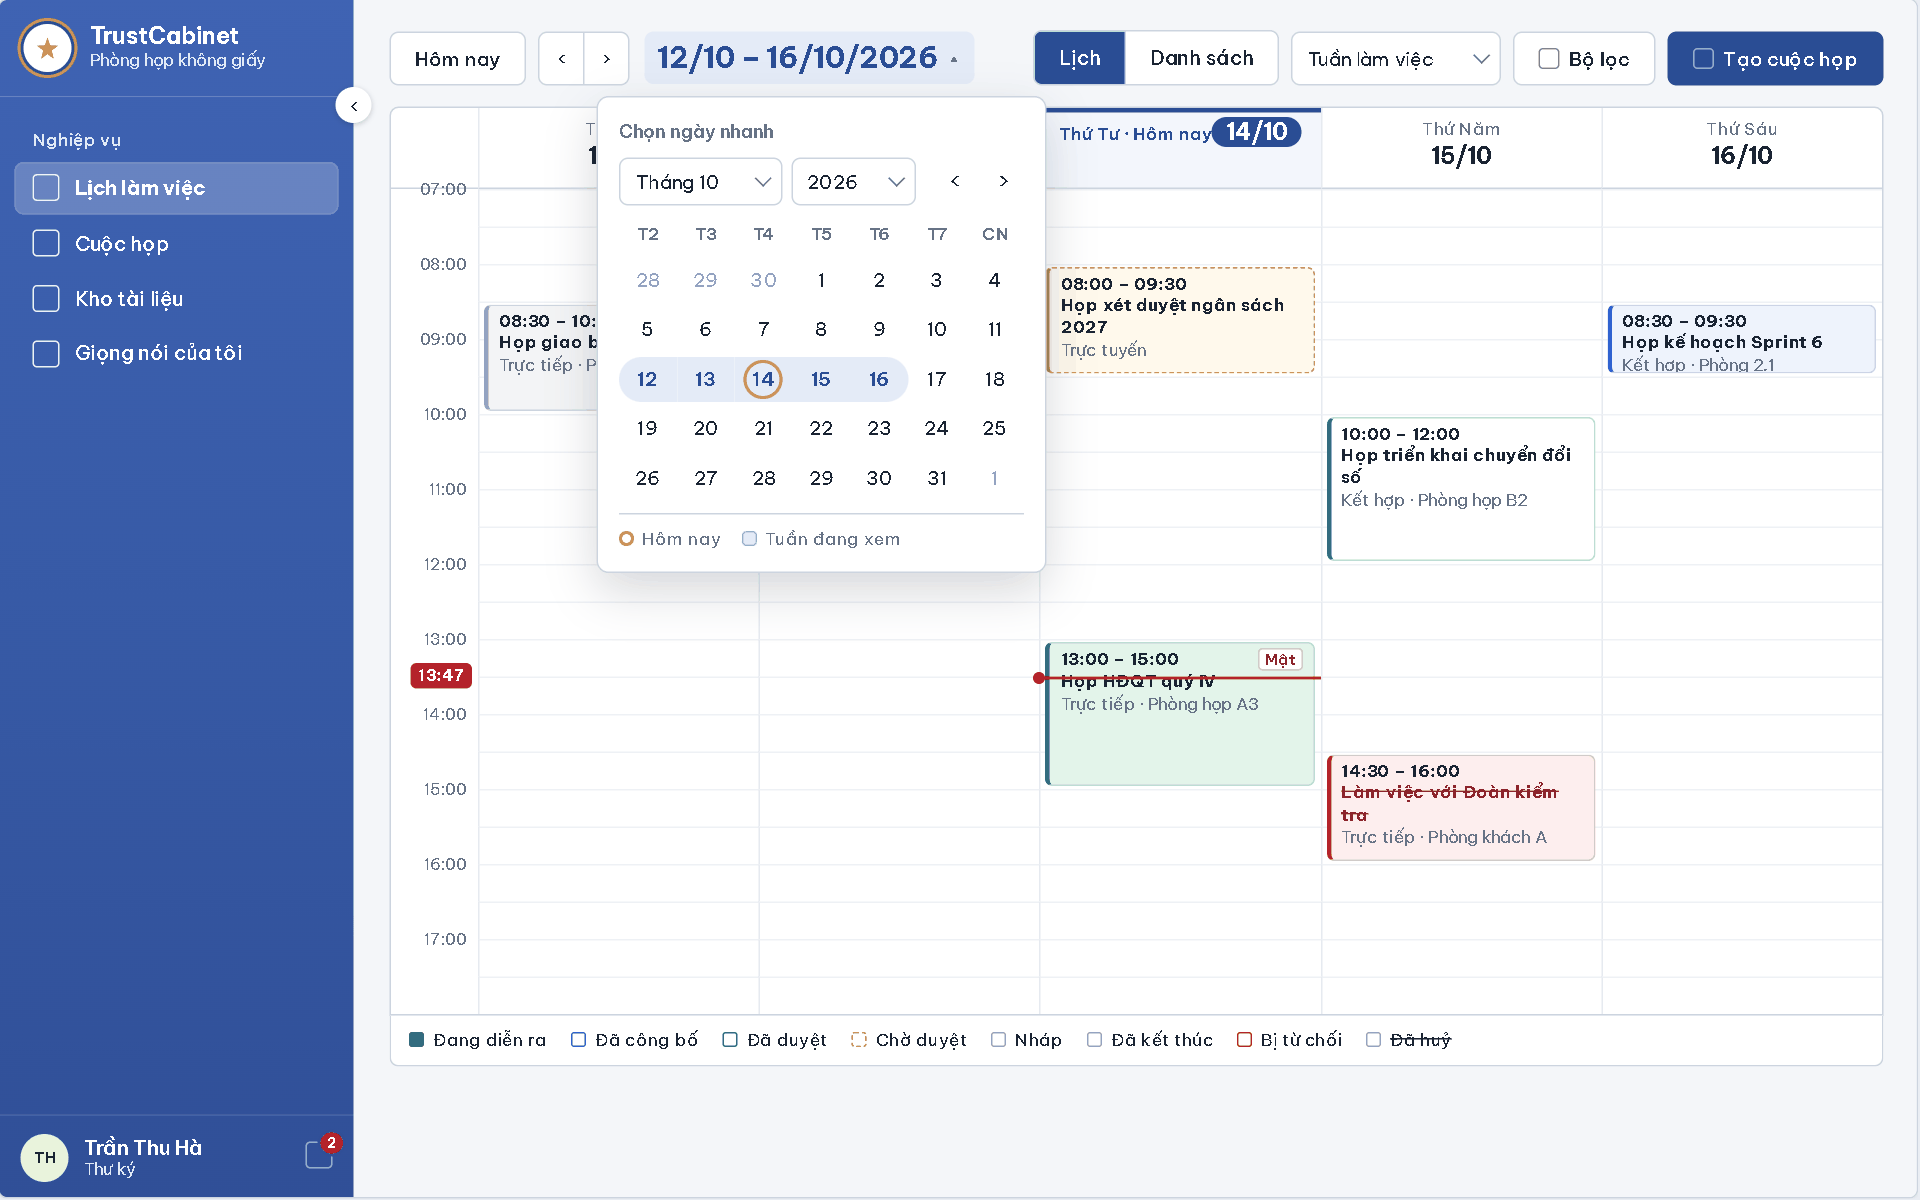 TrustCabinet
Phòng họp không giấy
Nghiệp vụ
Lịch làm việc
Cuộc họp
Kho tài liệu
Giọng nói của tôi
TH
Trần Thu Hà
Thư ký
2
Hôm nay
12/10 – 16/10/2026
Lịch
Danh sách
Tuần làm việc
Bộ lọc
Tạo cuộc họp
Chọn ngày nhanh
Tháng 10
2026
T2 T3 T4 T5 T6 T7 CN
28 29 30 1 2 3 4
5 6 7 8 9 10 11
12 13 14 15 16 17 18
19 20 21 22 23 24 25
26 27 28 29 30 31 1
Hôm nay
Tuần đang xem
Thứ Tư · Hôm nay 14/10
Thứ Năm
15/10
Thứ Sáu
16/10
07:00
08:00
09:00
10:00
11:00
12:00
13:00
13:47
14:00
15:00
16:00
17:00
08:30 – 10:
Họp giao
Trực tiếp · P
08:00 – 09:30
Họp xét duyệt ngân sách
2027
Trực tuyến
13:00 – 15:00
Mật
Họp HĐQT quý IV
Trực tiếp · Phòng họp A3
10:00 – 12:00
Họp triển khai chuyển đổi
số
Kết hợp · Phòng họp B2
14:30 – 16:00
Làm việc với Đoàn kiểm
tra
Trực tiếp · Phòng khách A
08:30 – 09:30
Họp kế hoạch Sprint 6
Kết hợp · Phòng 2.1
Đang diễn ra
Đã công bố
Đã duyệt
Chờ duyệt
Nháp
Đã kết thúc
Bị từ chối
Đã huỷ